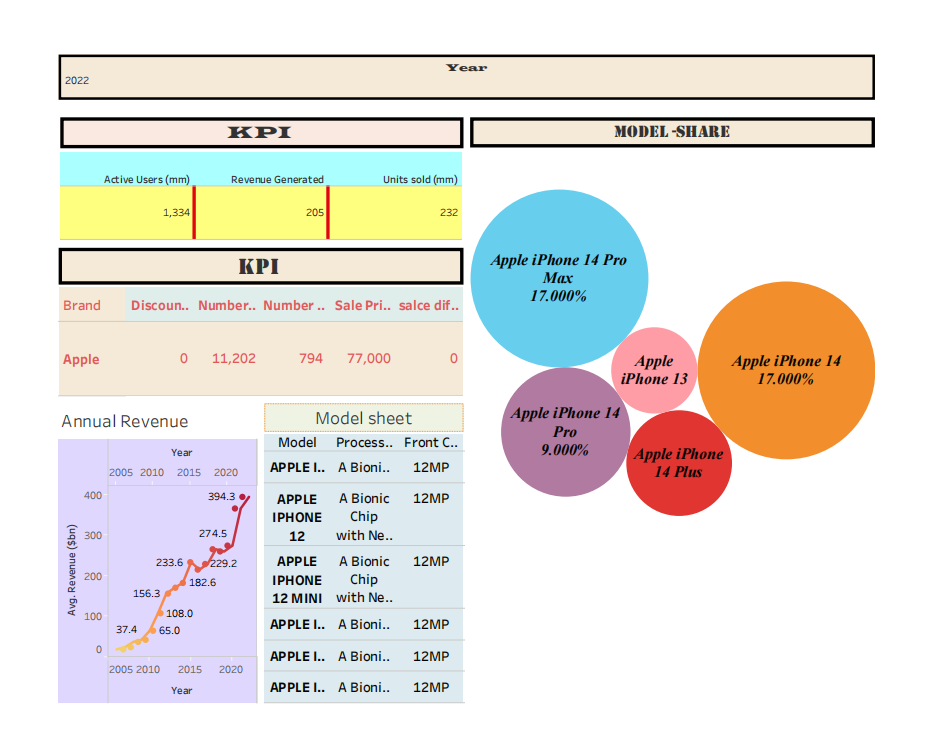 Year
2022
KPI
MODEL-SHARE
Active Users (mm) Revenue Generated Units sold (mm)
1,334 205 232
KPI
Brand Discoun.. Number.. Number .. Sale Pri.. salce dif..
Apple 0 11,202 794 77,000 0
Apple iPhone 14 Pro
Max
17.000%
Apple
iPhone 13
Apple iPhone 14
17.000%
Apple iPhone 14
Pro
9.000%
Apple iPhone
14 Plus
Annual Revenue
Year
2005 2010 2015 2020
Avg. Revenue ($bn)
400
300
200
100
0
394.3
274.5
233.6
229.2
182.6
156.3
108.0
37.4
65.0
2005 2010 2015 2020
Year
Model sheet
Model Process.. Front C..
APPLE I.. A Bioni.. 12MP
APPLE A Bionic 12MP
IPHONE Chip
12 with Ne..
APPLE A Bionic 12MP
IPHONE Chip
12 MINI with Ne..
APPLE I.. A Bioni.. 12MP
APPLE I.. A Bioni.. 12MP
APPLE I.. A Bioni.. 12MP